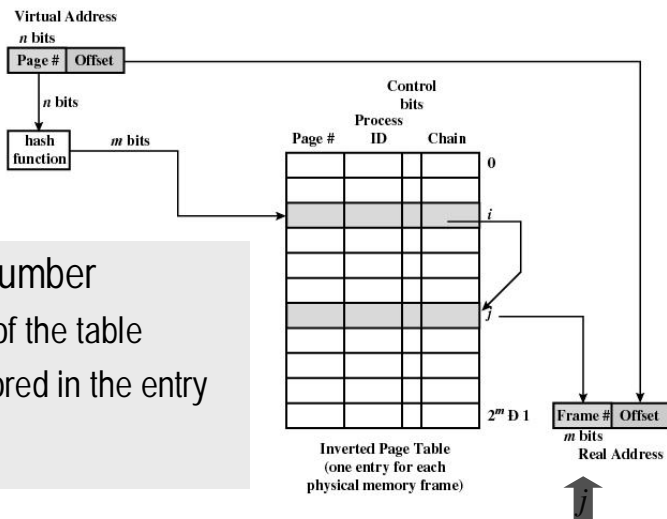 Virtual Address
n bits
Page # Offset
n bits
hash
function
m bits
Control
bits
Process
Page # ID Chain
0
i
j
2^m Ð 1
Inverted Page Table
(one entry for each
physical memory frame)
Frame # Offset
m bits
Real Address
j
umber
of the table
ored in the entry